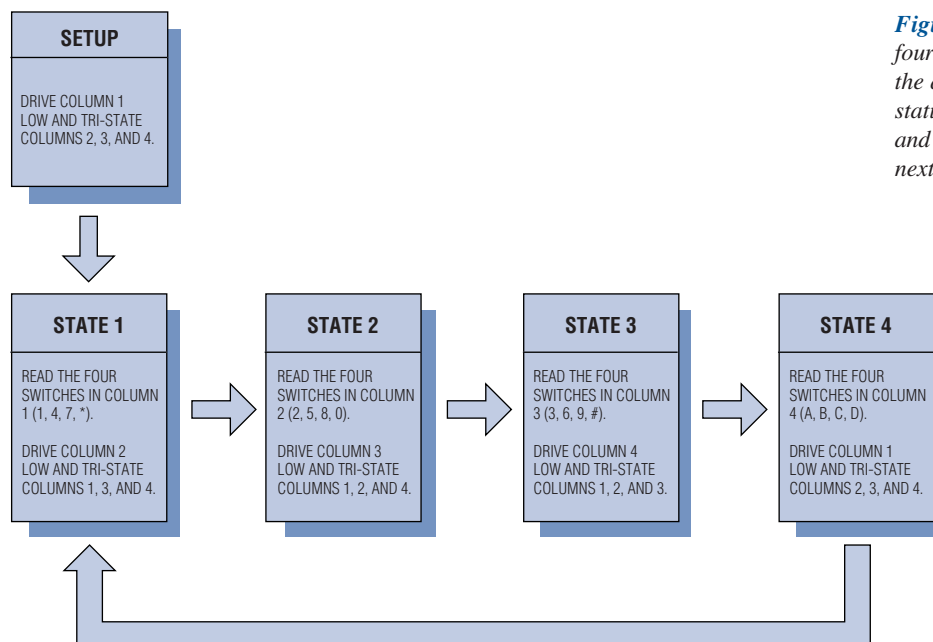 SETUP
DRIVE COLUMN 1
LOW AND TRI-STATE
COLUMNS 2, 3, AND 4.
STATE 1
READ THE FOUR
SWITCHES IN COLUMN
1 (1, 4, 7, *).
DRIVE COLUMN 2
LOW AND TRI-STATE
COLUMNS 1, 3, AND 4.
STATE 2
READ THE FOUR
SWITCHES IN COLUMN
2 (2, 5, 8, 0).
DRIVE COLUMN 3
LOW AND TRI-STATE
COLUMNS 1, 2, AND 4.
STATE 3
READ THE FOUR
SWITCHES IN COLUMN
3 (3, 6, 9, #).
DRIVE COLUMN 4
LOW AND TRI-STATE
COLUMNS 1, 2, AND 3.
STATE 4
READ THE FOUR
SWITCHES IN COLUMN
4 (A, B, C, D).
DRIVE COLUMN 1
LOW AND TRI-STATE
COLUMNS 2, 3, AND 4.
four
the
and
next